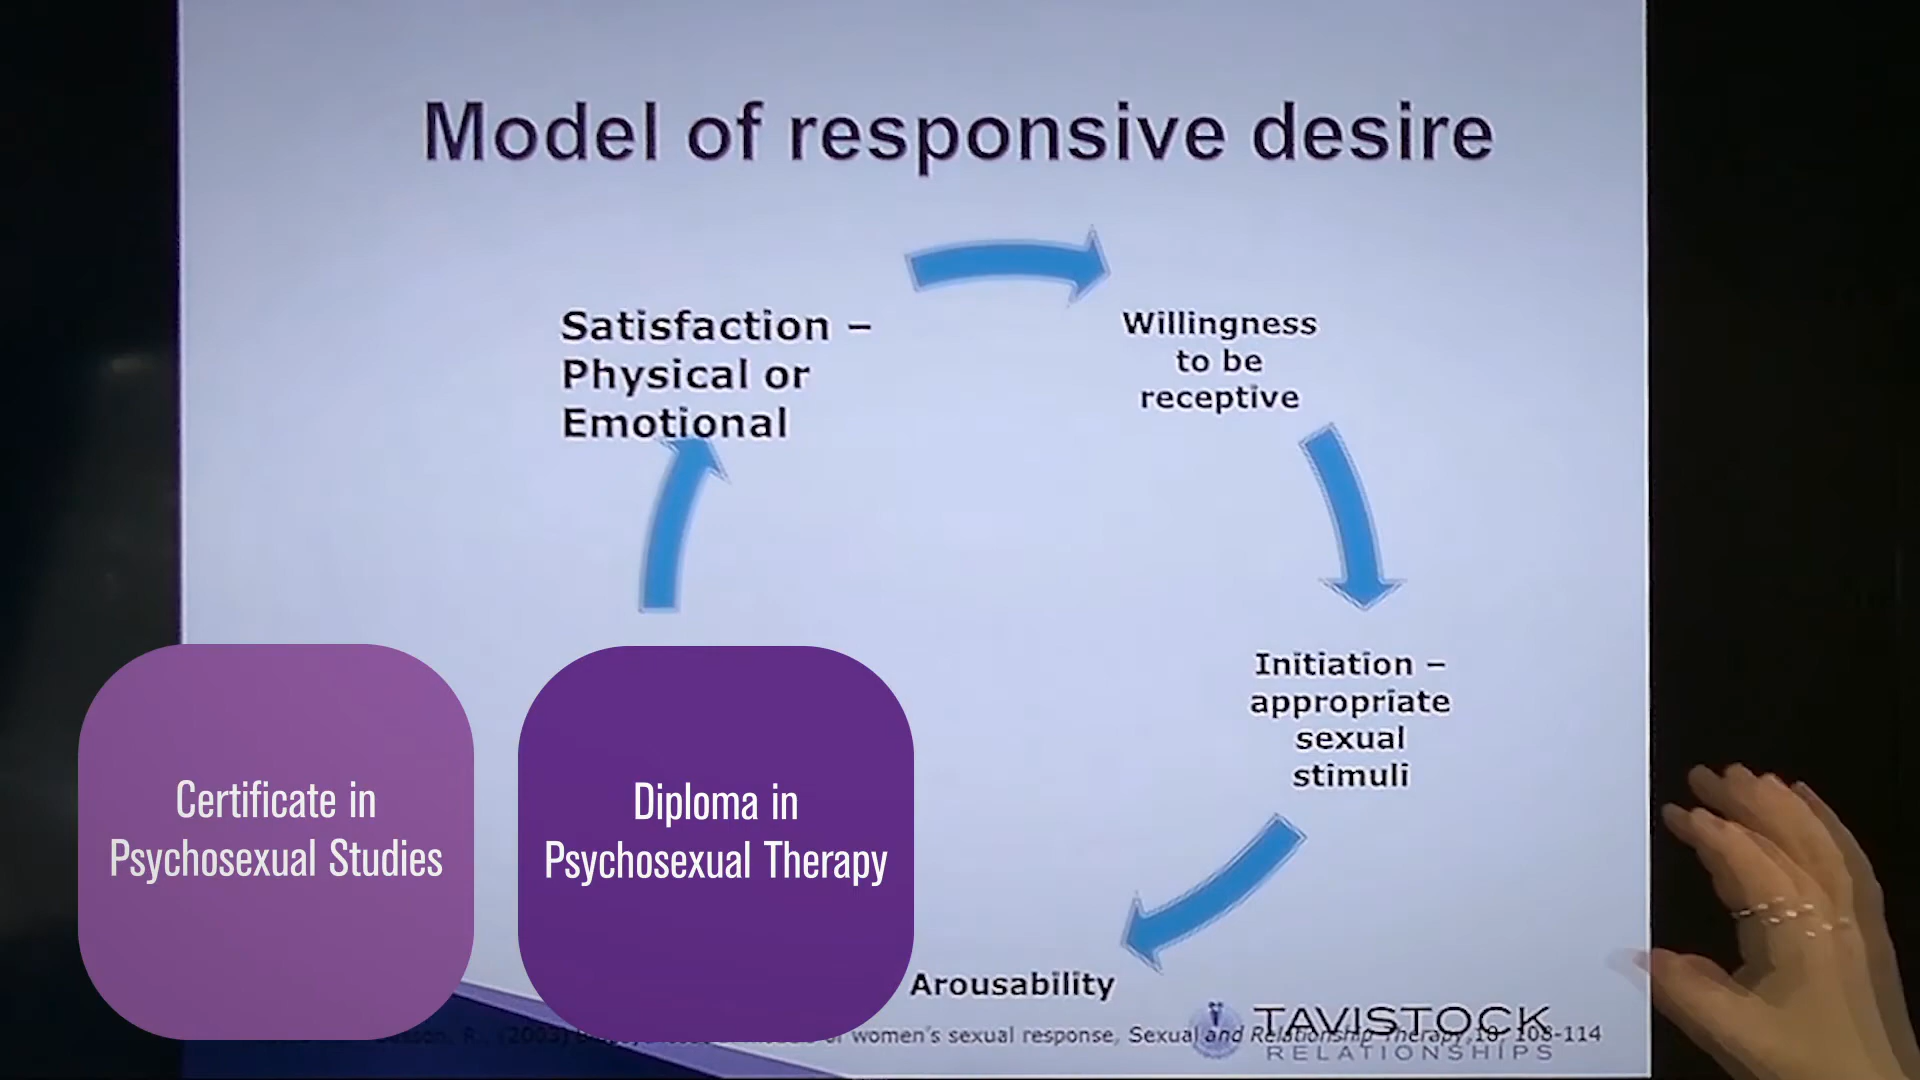 Model of responsive desire
Satisfaction –
Physical or
Emotional
Willingness
to be
receptive
Initiation –
appropriate
sexual
stimuli
Arousability
Certificate in
Psychosexual Studies
Diploma in
Psychosexual Therapy
R., (2003) women's sexual response, Sexual and Relationship Therapy,18, 108-114
TAVISTOCK
RELATIONSHIPS